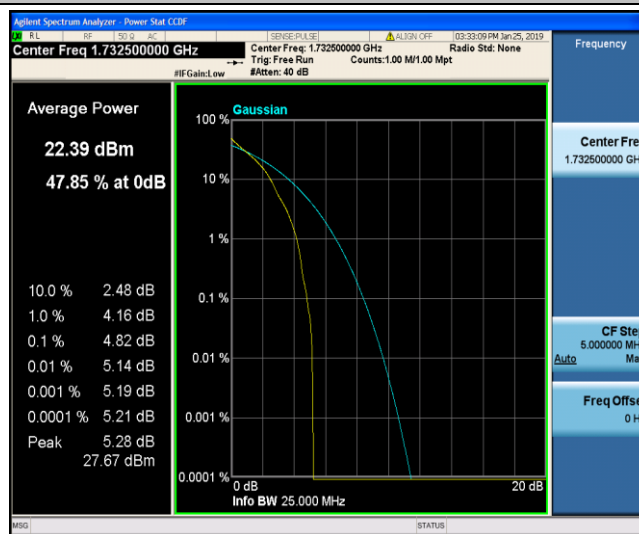 Agilent Spectrum Analyzer - Power Stat CCDF
RL RF 50 Ω AC SENSE:PULSE ALIGN OFF 03:33:09 PM Jan 25, 2019
Center Freq 1.732500000 GHz
Center Freq: 1.732500000 GHz Radio Std: None
Trig: Free Run Counts:1.00 M/1.00 Mpt
#IFGain:Low #Atten: 40 dB
Frequency
Average Power
22.39 dBm
47.85 % at 0dB
10.0 % 2.48 dB
1.0 % 4.16 dB
0.1 % 4.82 dB
0.01 % 5.14 dB
0.001 % 5.19 dB
0.0001 % 5.21 dB
Peak 5.28 dB
27.67 dBm
Gaussian
100 %
10 %
1 %
0.1 %
0.01 %
0.001 %
0.0001 %
0 dB 20 dB
Info BW 25.000 MHz
Center Fre
1.732500000 GH
CF Ste
5.000000 MH
Auto Ma
Freq Offse
0 H
MSG STATUS